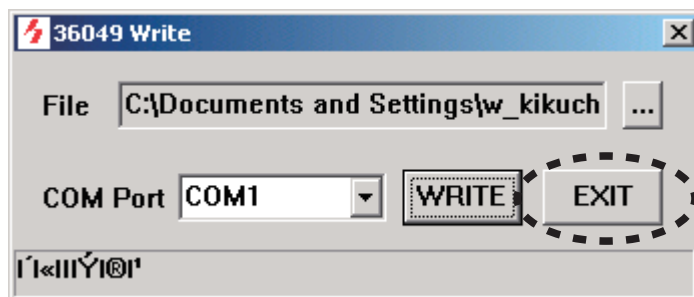 36049 Write
File C:\Documents and Settings\w_kikuch ...
COM Port COM1 WRITE EXIT